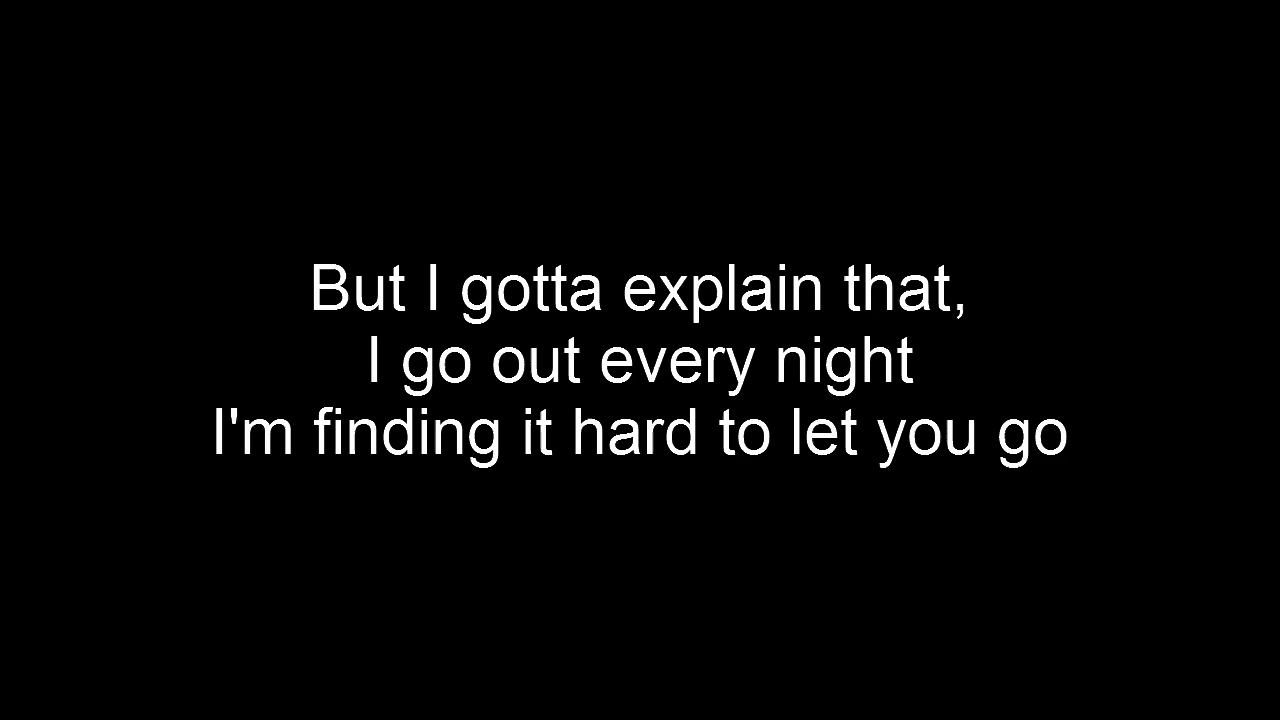 But I gotta explain that,
I go out every night
I'm finding it hard to let you go